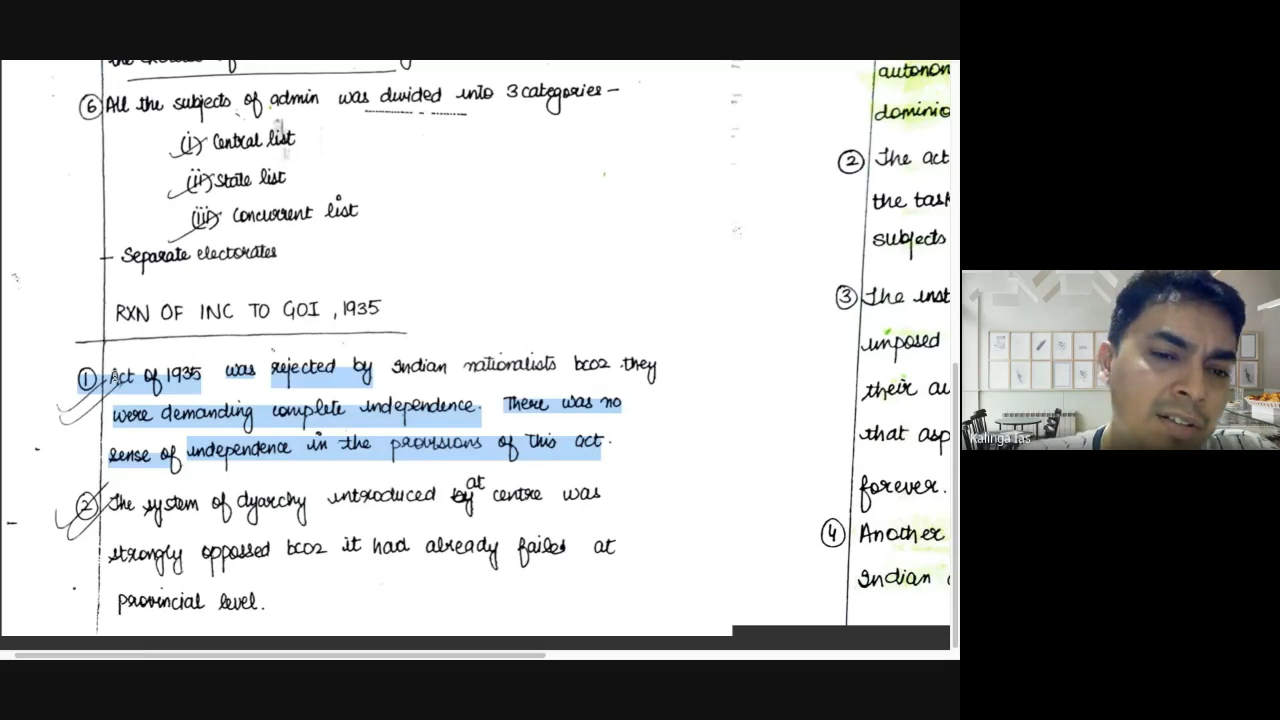 ⑥ All the subjects of admin was divided into 3 categories -
(i) Central list
(ii) State list
(iii) Concurrent list
- Separate electorates
RXN OF INC TO GOI, 1935
① Act of 1935 was rejected by Indian nationalists bcoz they
were demanding complete independence. There was no
sense of independence in the provisions of this act.
② The system of dyarchy introduced at centre was
strongly oppossed bcoz it had already failed at
provincial level.
dominio
② The act
the task
subjects
③ The inst
imposed
their au
that asp
forever.
④ Another
Indian
Kalinga Ias